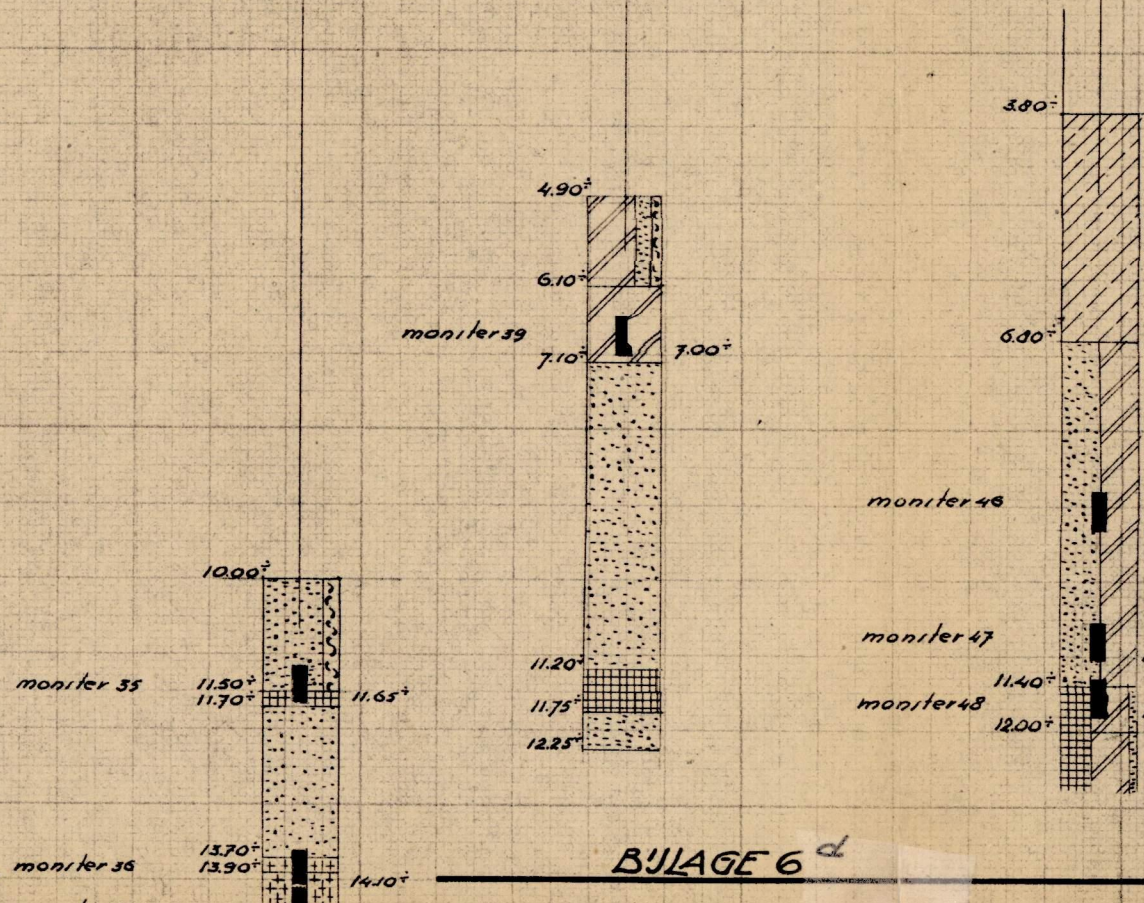 3.80÷
4.90÷
6.10÷
monster 39
7.10÷ 7.00÷
6.80÷
monster 46
10.00÷
monster 47
11.20÷
monster 35 11.50÷
11.70÷ 11.65÷
11.40÷
11.75÷
monster 48
12.00÷
12.25÷
13.70÷
monster 36 13.90÷
14.10÷
BIJLAGE 6 d